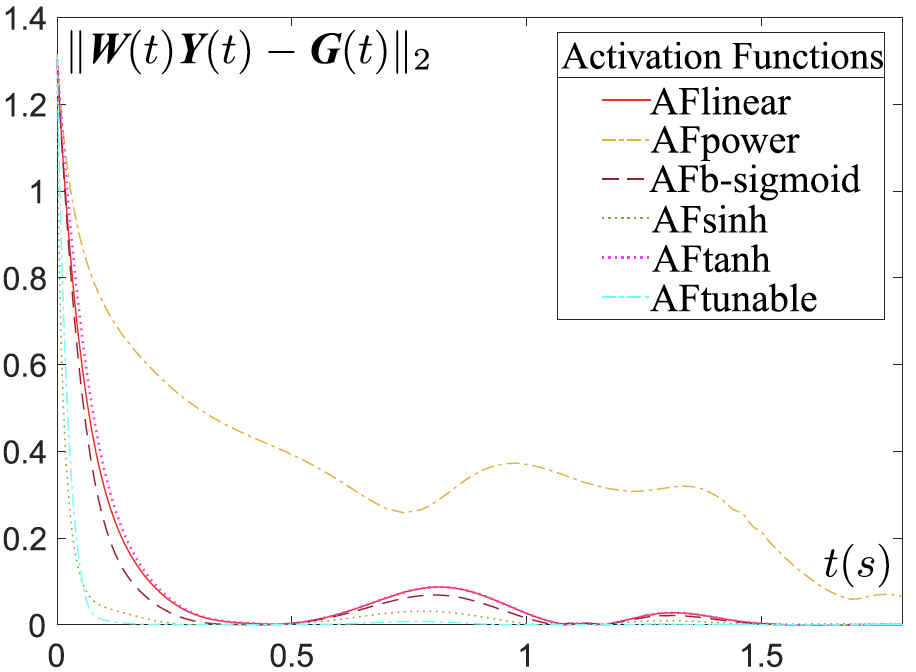 1.4
‖W(t)Y(t) − G(t)‖₂
Activation Functions
AFlinear
AFpower
AFb-sigmoid
AFsinh
AFtanh
AFtunable
1.2
1
0.8
0.6
0.4
0.2
0
t(s)
0 0.5 1 1.5